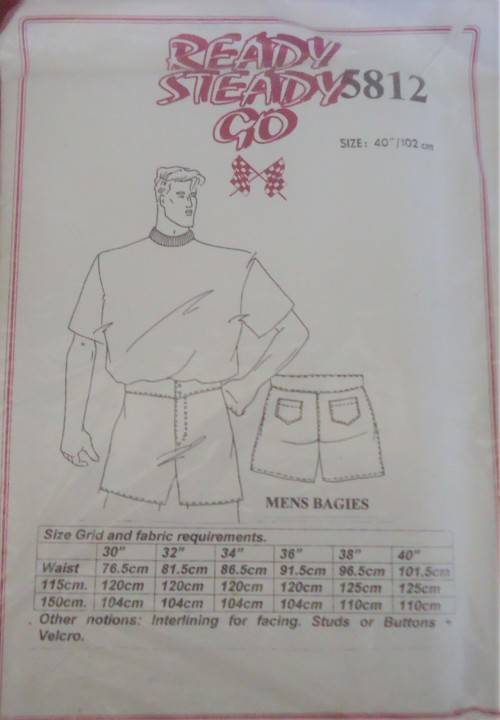 READY
STEADY 5812
GO
SIZE: 40"/102 cm
MENS BAGIES
Size Grid and fabric requirements.
30" 32" 34" 36" 38" 40"
Waist 76.5cm 81.5cm 86.5cm 91.5cm 96.5cm 101.5cm
115cm. 120cm 120cm 120cm 120cm 125cm 125cm
150cm. 104cm 104cm 104cm 104cm 110cm 110cm
Other notions: Interlining for facing. Studs or Buttons +
Velcro.